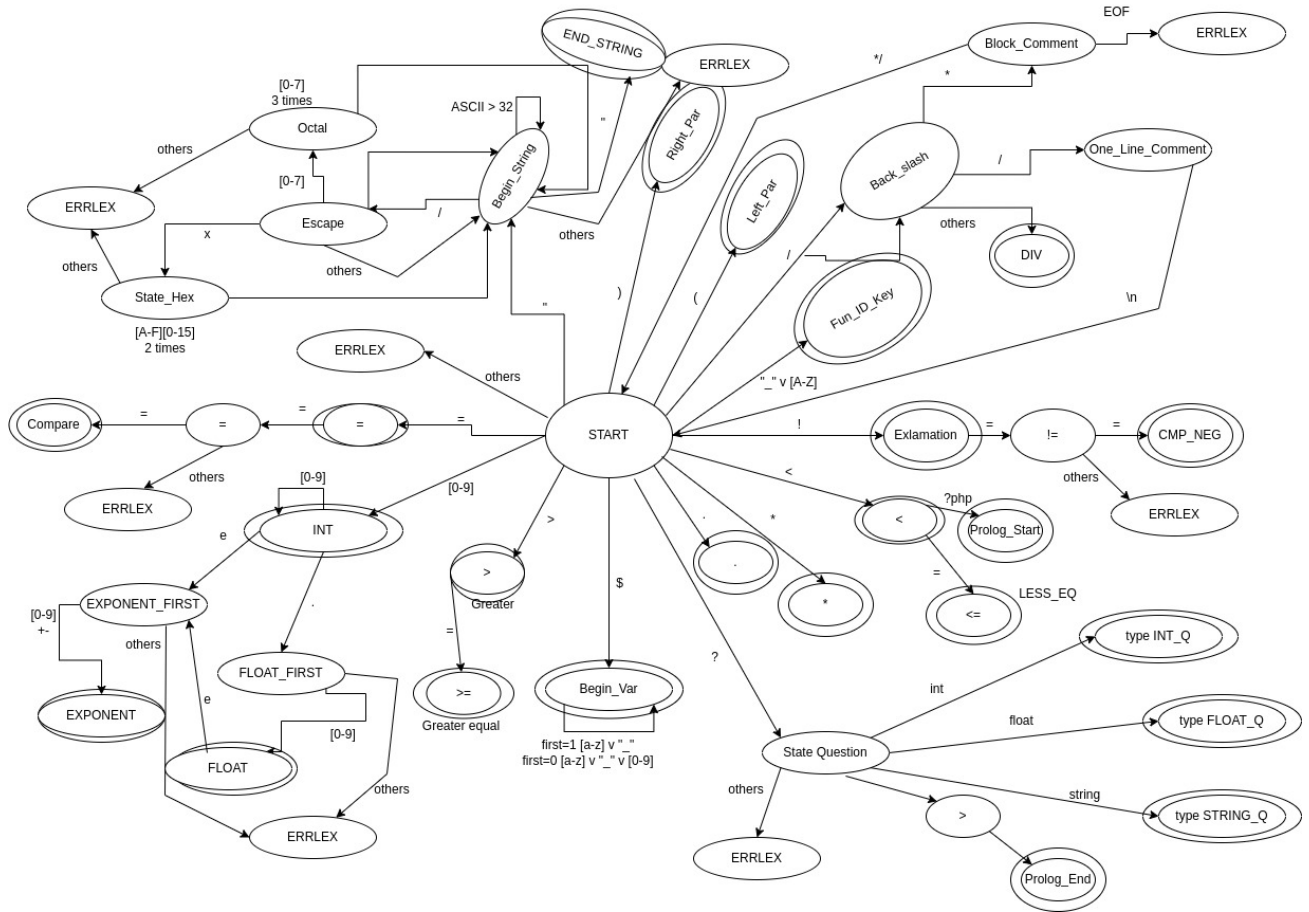 EOF
END_STRING
Block_Comment
ERRLEX
*/
ERRLEX
*
[0-7]
3 times
ASCII > 32
"
Octal
Right_Par
others
Begin_String
Back_slash
/
One_Line_Comment
[0-7]
Left_Par
ERRLEX
Escape
/
x
others
others
DIV
others
others
/
State_Hex
)
(
Fun_ID_Key
\n
"
[A-F][0-15]
2 times
ERRLEX
others
"_" v [A-Z]
Compare
=
=
=
=
=
START
!
Exlamation
=
!=
=
CMP_NEG
others
ERRLEX
[0-9]
[0-9]
<
?php
others
ERRLEX
INT
>
.
*
<
Prolog_Start
e
>
.
$
=
LESS_EQ
EXPONENT_FIRST
Greater
*
<=
[0-9]
+-
others
.
=
?
type INT_Q
FLOAT_FIRST
>=
Begin_Var
int
e
EXPONENT
Greater equal
float
type FLOAT_Q
[0-9]
first=1 [a-z] v "_"
first=0 [a-z] v "_" v [0-9]
State Question
FLOAT
others
others
string
type STRING_Q
>
ERRLEX
ERRLEX
Prolog_End